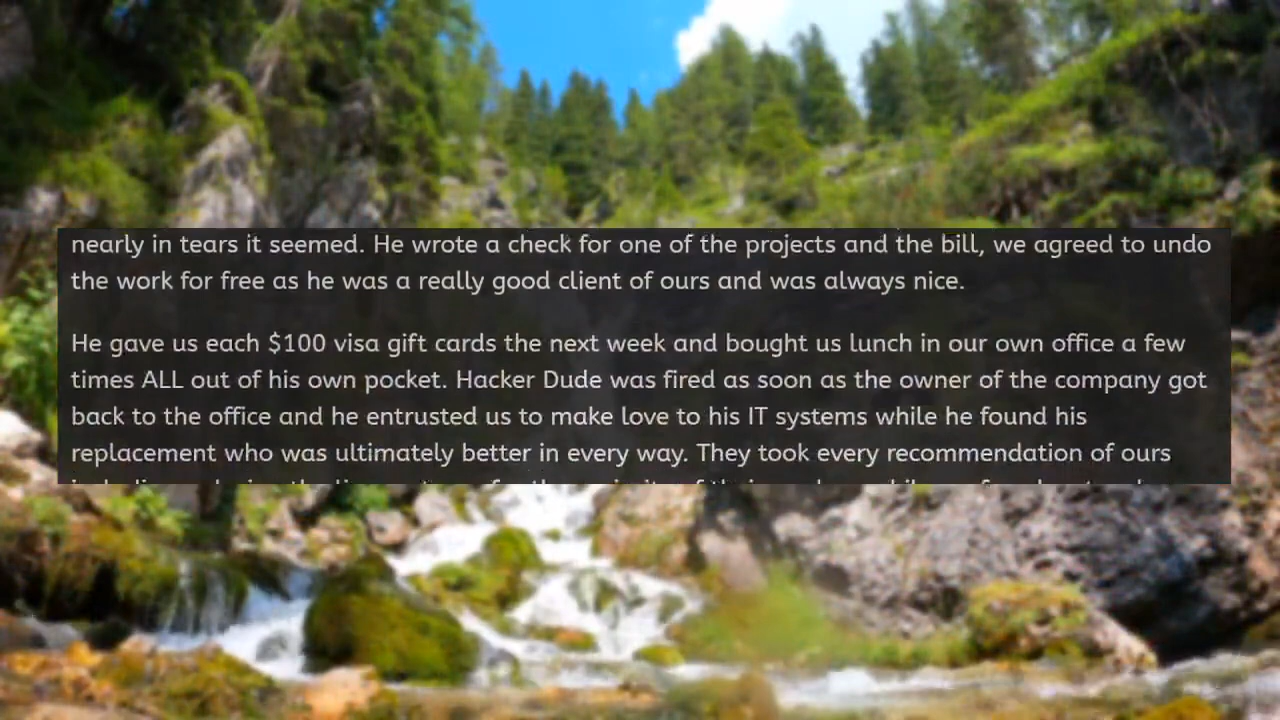 nearly in tears it seemed. He wrote a check for one of the projects and the bill, we agreed to undo
the work for free as he was a really good client of ours and was always nice.
He gave us each $100 visa gift cards the next week and bought us lunch in our own office a few
times ALL out of his own pocket. Hacker Dude was fired as soon as the owner of the company got
back to the office and he entrusted us to make love to his IT systems while he found his
replacement who was ultimately better in every way. They took every recommendation of ours